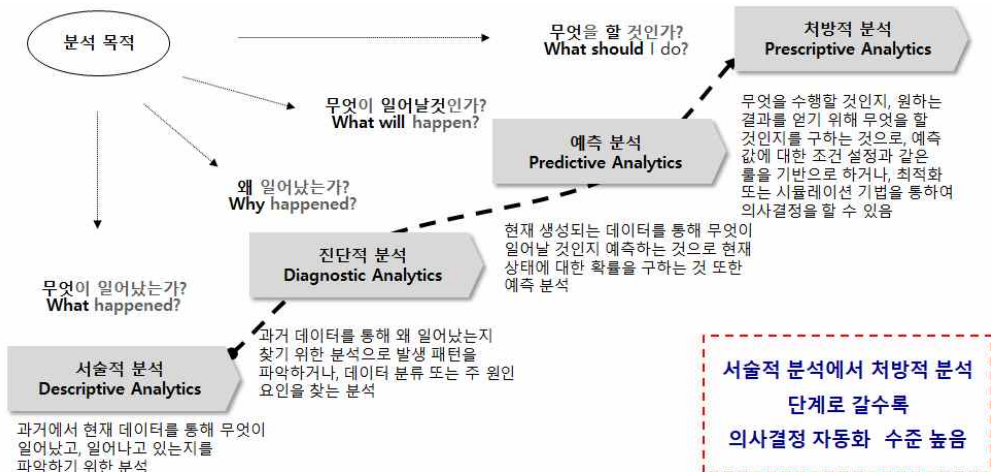 분석 목적
무엇을 할 것인가?
What should I do?
처방적 분석
Prescriptive Analytics
무엇을 수행할 것인지, 원하는
결과를 얻기 위해 무엇을 할
것인지를 구하는 것으로, 예측
값에 대한 조건 설정과 같은
룰을 기반으로 하거나, 최적화
또는 시뮬레이션 기법을 통하여
의사결정을 할 수 있음
무엇이 일어날것인가?
What will happen?
예측 분석
Predictive Analytics
현재 생성되는 데이터를 통해 무엇이
일어날 것인지 예측하는 것으로 현재
상태에 대한 확률을 구하는 것 또한
예측 분석
왜 일어났는가?
Why happened?
진단적 분석
Diagnostic Analytics
과거 데이터를 통해 왜 일어났는지
찾기 위한 분석으로 발생 패턴을
파악하거나, 데이터 분류 또는 주 원인
요인을 찾는 분석
무엇이 일어났는가?
What happened?
서술적 분석
Descriptive Analytics
과거에서 현재 데이터를 통해 무엇이
일어났고, 일어나고 있는지를
파악하기 위한 분석
서술적 분석에서 처방적 분석
단계로 갈수록
의사결정 자동화 수준 높음